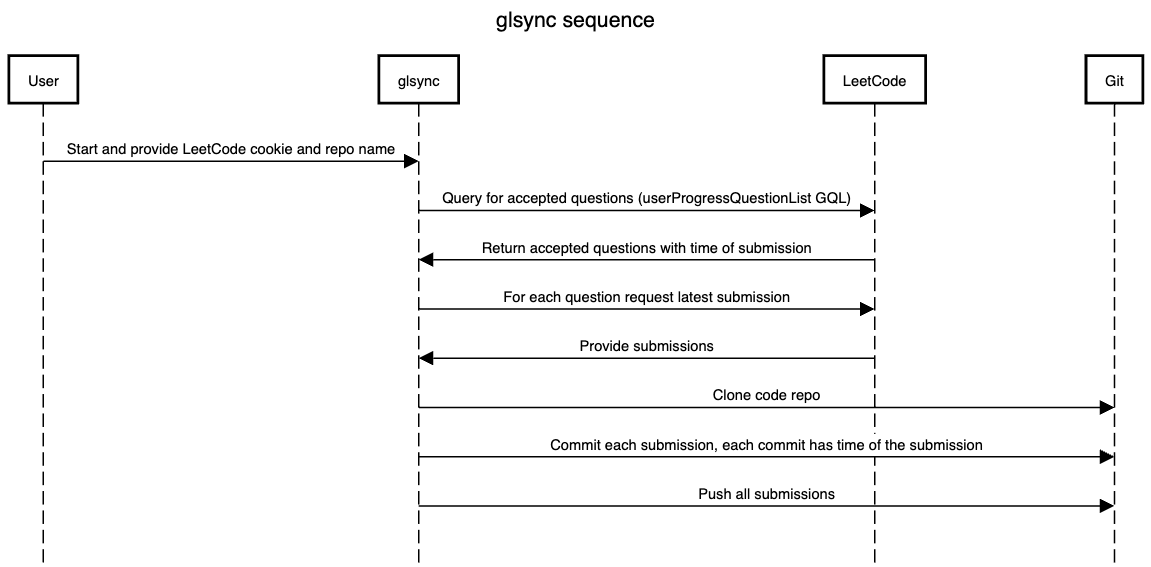 glsync sequence
User
glsync
LeetCode
Git
Start and provide LeetCode cookie and repo name
Query for accepted questions (userProgressQuestionList GQL)
Return accepted questions with time of submission
For each question request latest submission
Provide submissions
Clone code repo
Commit each submission, each commit has time of the submission
Push all submissions